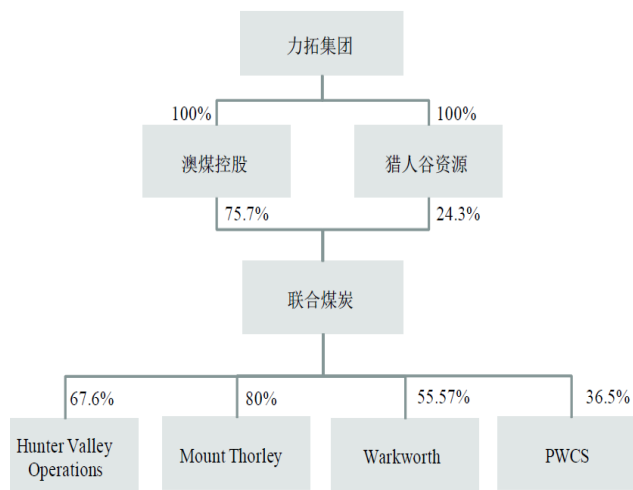 力拓集团
100%
100%
澳煤控股
猎人谷资源
75.7%
24.3%
联合煤炭
67.6%
80%
55.57%
36.5%
Hunter Valley
Operations
Mount Thorley
Warkworth
PWCS